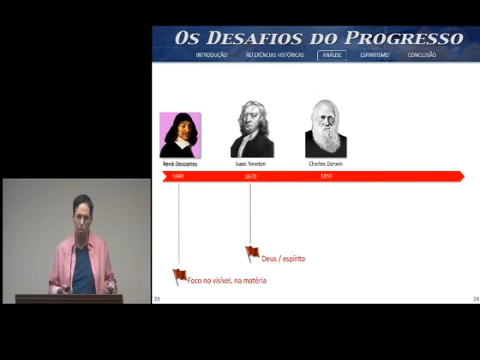 OS DESAFIOS DO PROGRESSO
INTRODUÇÃO REFERÊNCIAS HISTÓRICAS ANÁLISE ESPIRITISMO CONCLUSÃO
René Descartes Isaac Newton Charles Darwin
1640 1670 1859
Deus / espírito
Foco no visível, na matéria
23 29